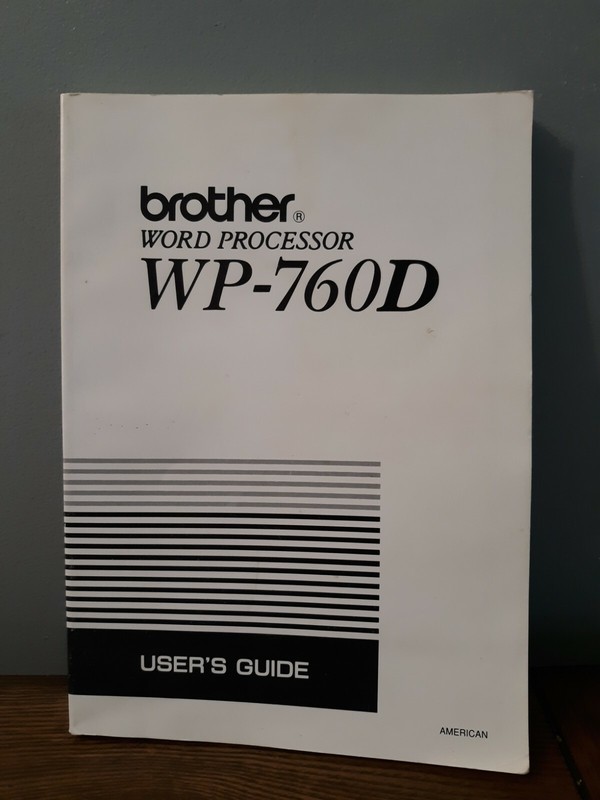 brother®
WORD PROCESSOR
WP-760D
USER'S GUIDE
AMERICAN